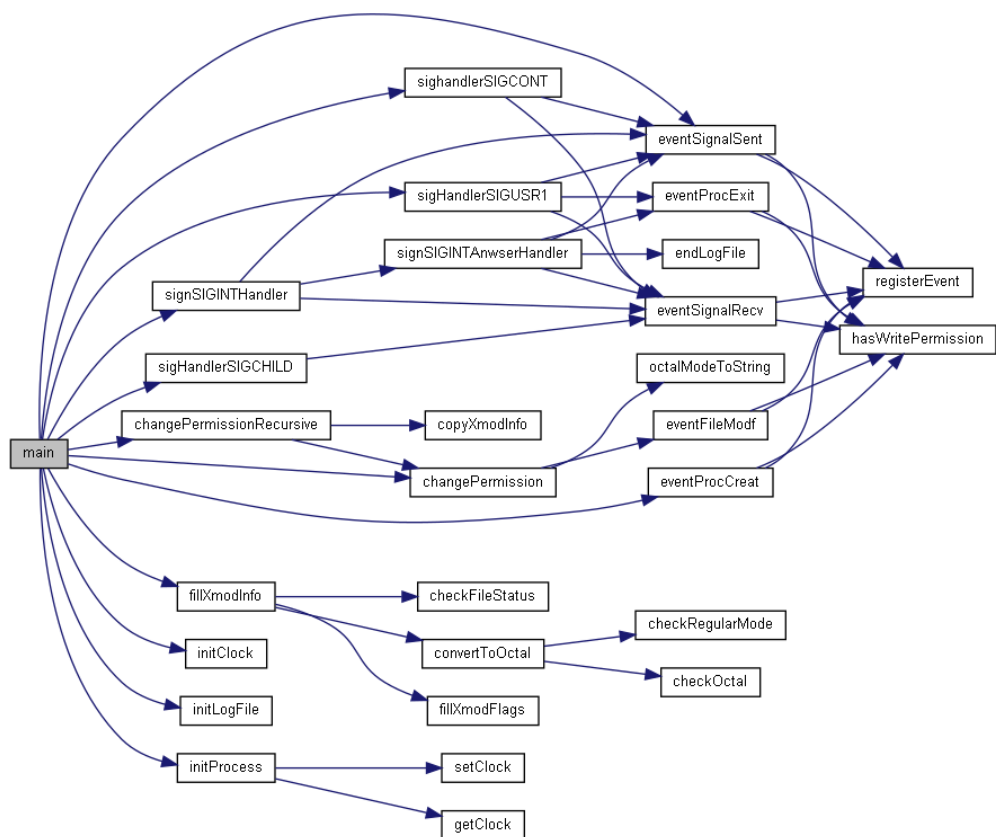 sighandlerSIGCONT
eventSignalSent
sigHandlerSIGUSR1
eventProcExit
signSIGINTAnwserHandler
endLogFile
registerEvent
signSIGINTHandler
eventSignalRecv
hasWritePermission
sigHandlerSIGCHILD
octalModeToString
changePermissionRecursive
copyXmodInfo
eventFileModf
main
changePermission
eventProcCreat
fillXmodInfo
checkFileStatus
checkRegularMode
initClock
convertToOctal
checkOctal
initLogFile
fillXmodFlags
initProcess
setClock
getClock